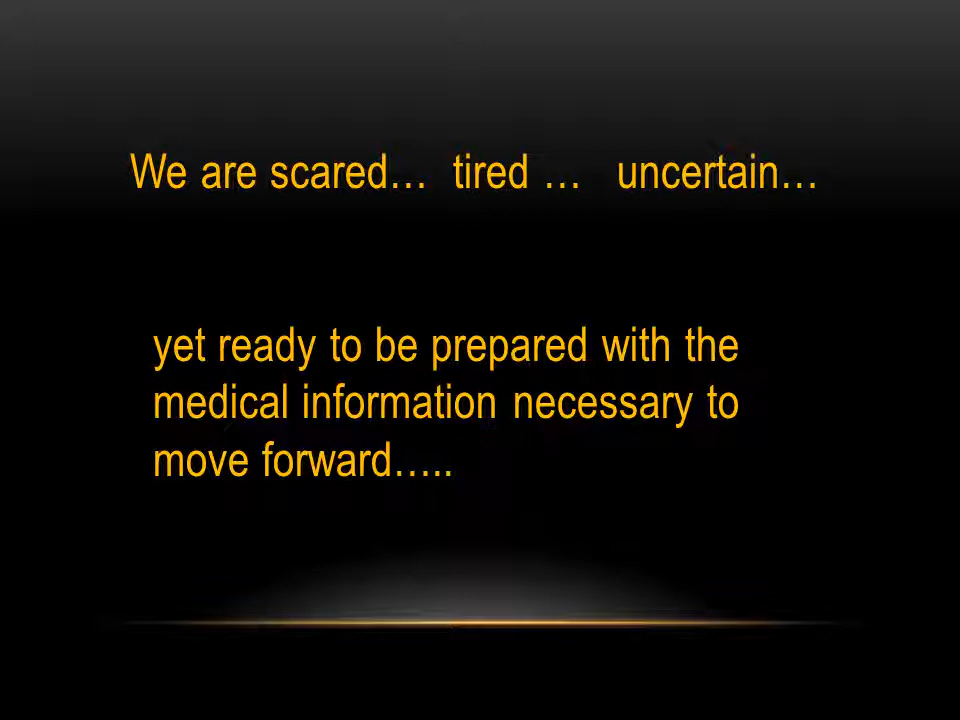 We are scared… tired … uncertain…
yet ready to be prepared with the
medical information necessary to
move forward…..